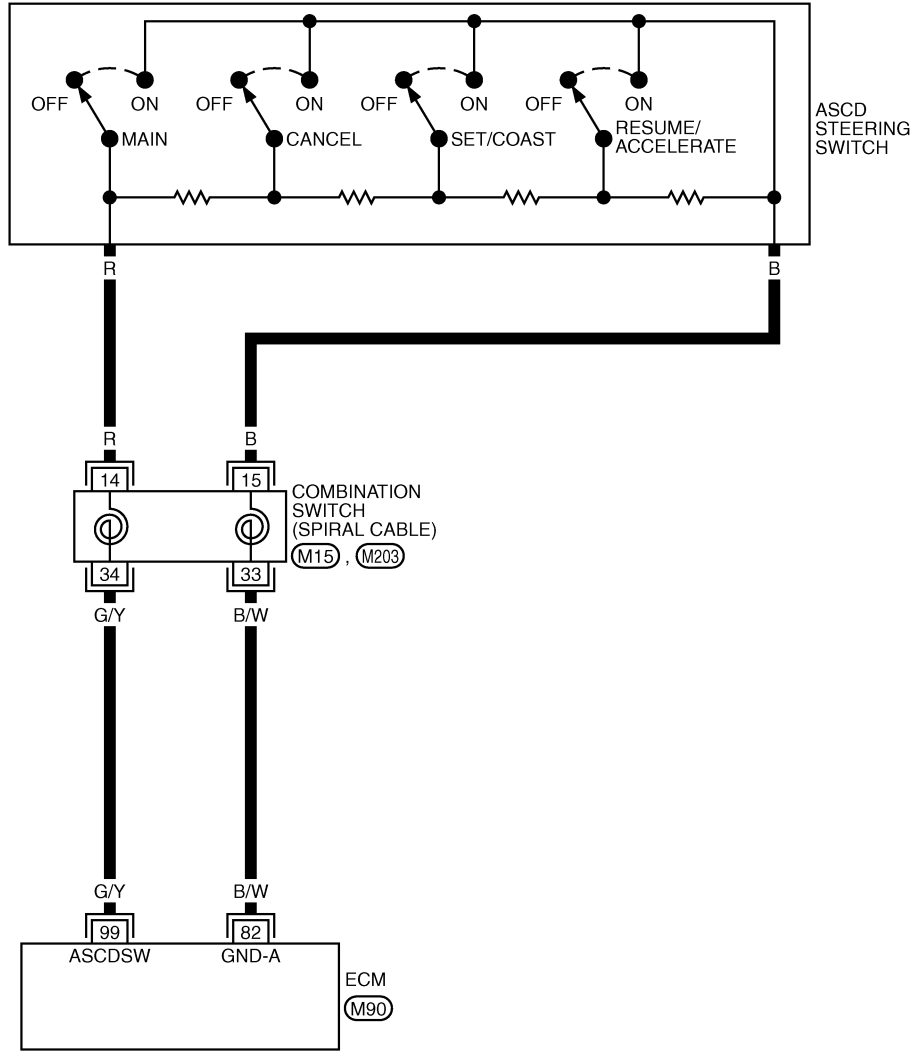 OFF ON OFF ON OFF ON OFF ON
MAIN CANCEL SET/COAST RESUME/
ACCELERATE
ASCD
STEERING
SWITCH
R B
R B
14 15
COMBINATION
SWITCH
(SPIRAL CABLE)
M15 , M203
34 33
G/Y B/W
G/Y B/W
99 82
ASCDSW GND-A
ECM
M90